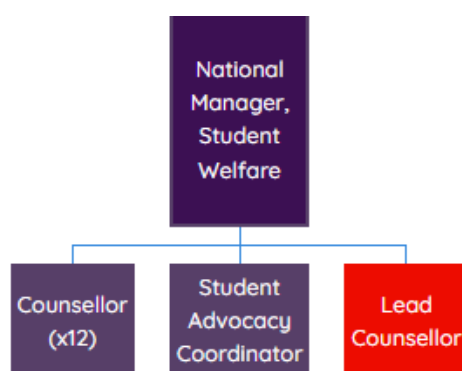 National
Manager,
Student
Welfare
Counsellor
(x12)
Student
Advocacy
Coordinator
Lead
Counsellor